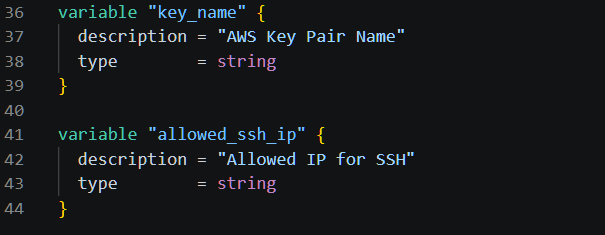 36 variable "key_name" {
37   description = "AWS Key Pair Name"
38   type        = string
39 }
40
41 variable "allowed_ssh_ip" {
42   description = "Allowed IP for SSH"
43   type        = string
44 }